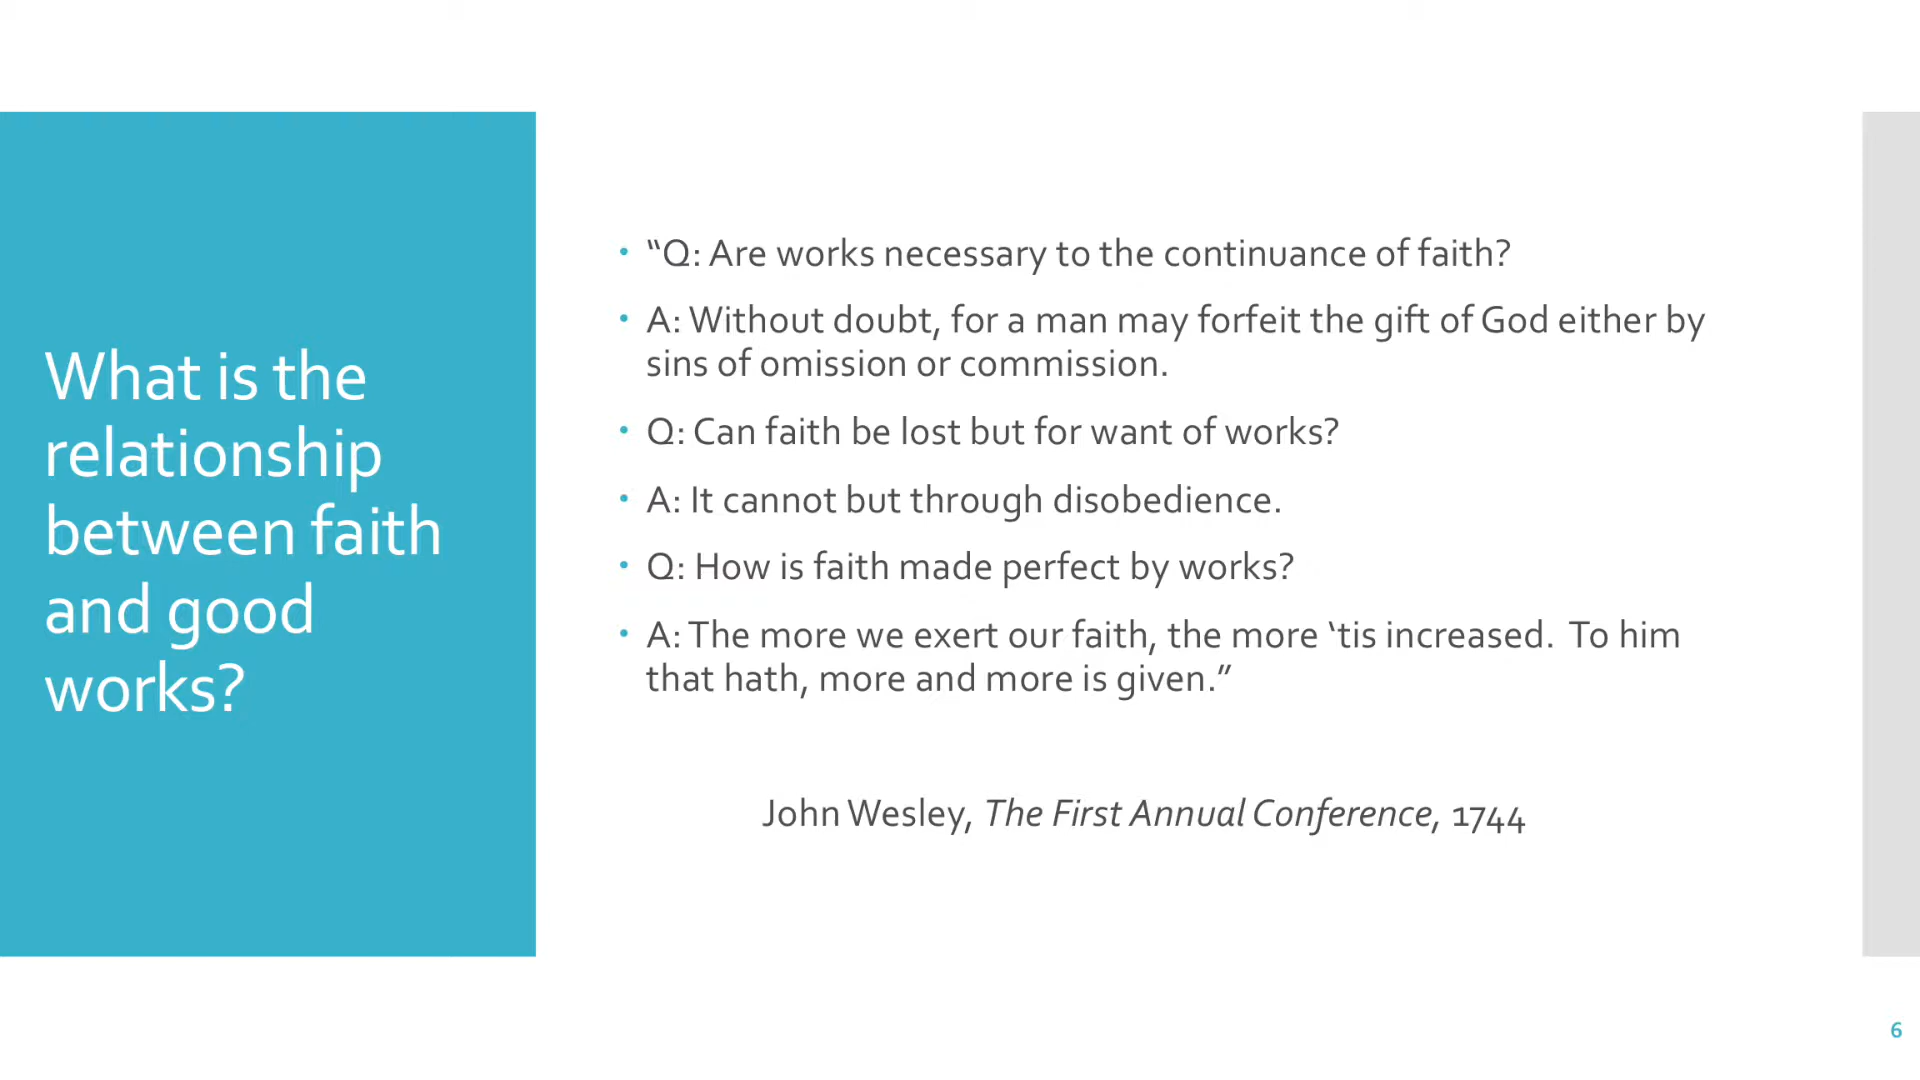 What is the
relationship
between faith
and good
works?
• “Q: Are works necessary to the continuance of faith?
• A: Without doubt, for a man may forfeit the gift of God either by
sins of omission or commission.
• Q: Can faith be lost but for want of works?
• A: It cannot but through disobedience.
• Q: How is faith made perfect by works?
• A: The more we exert our faith, the more ‘tis increased.  To him
that hath, more and more is given.”
John Wesley, The First Annual Conference, 1744
6